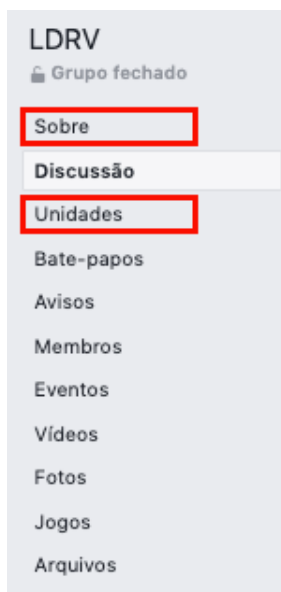 LDRV
Grupo fechado
Sobre
Discussão
Unidades
Bate-papos
Avisos
Membros
Eventos
Vídeos
Fotos
Jogos
Arquivos